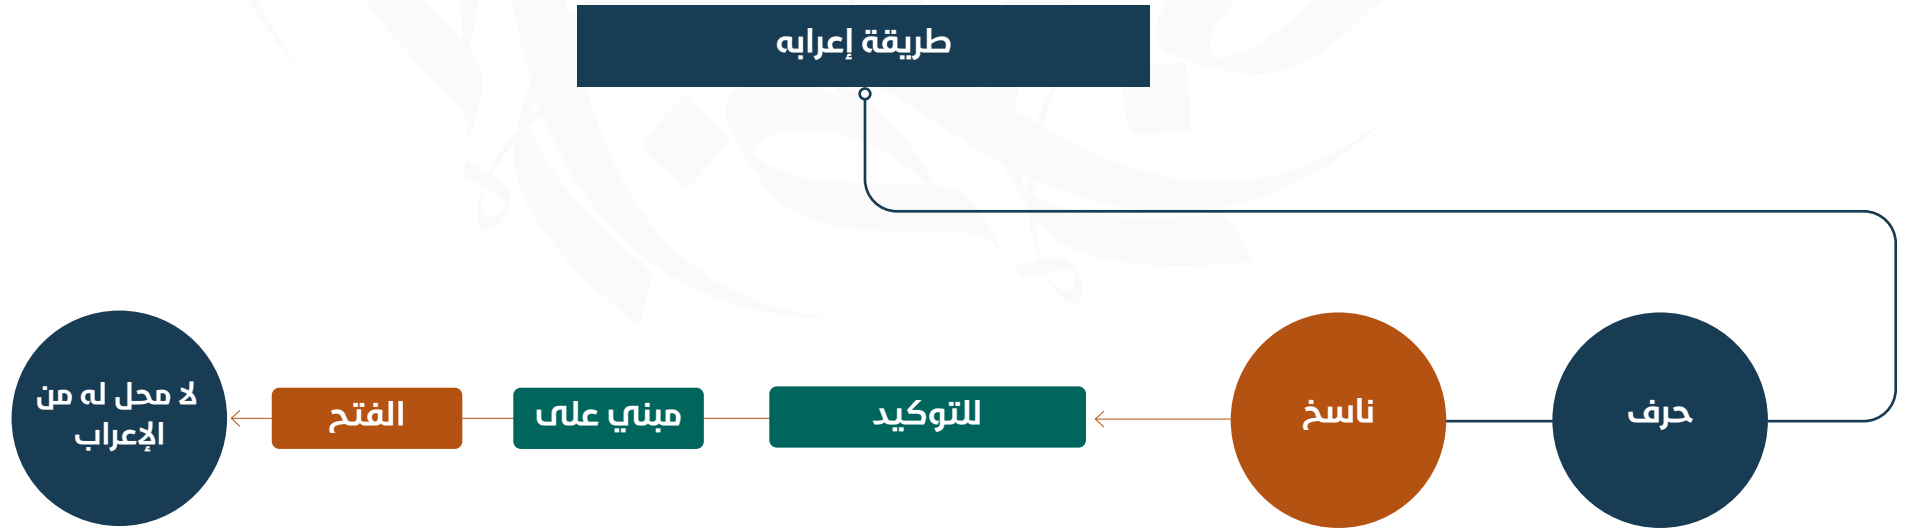 طريقة إعرابه
حرف
ناسخ
للتوكيد
مبني على
الفتح
لا محل له من
الإعراب